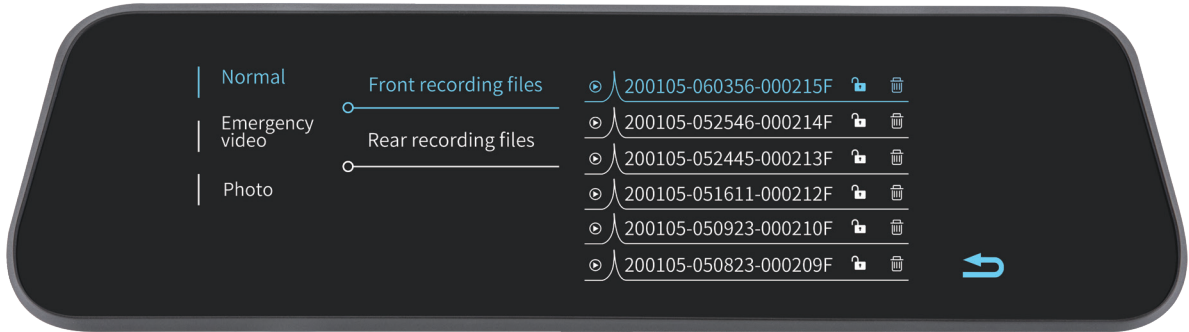 Normal
Emergency
video
Photo
Front recording files
Rear recording files
200105-060356-000215F
200105-052546-000214F
200105-052445-000213F
200105-051611-000212F
200105-050923-000210F
200105-050823-000209F